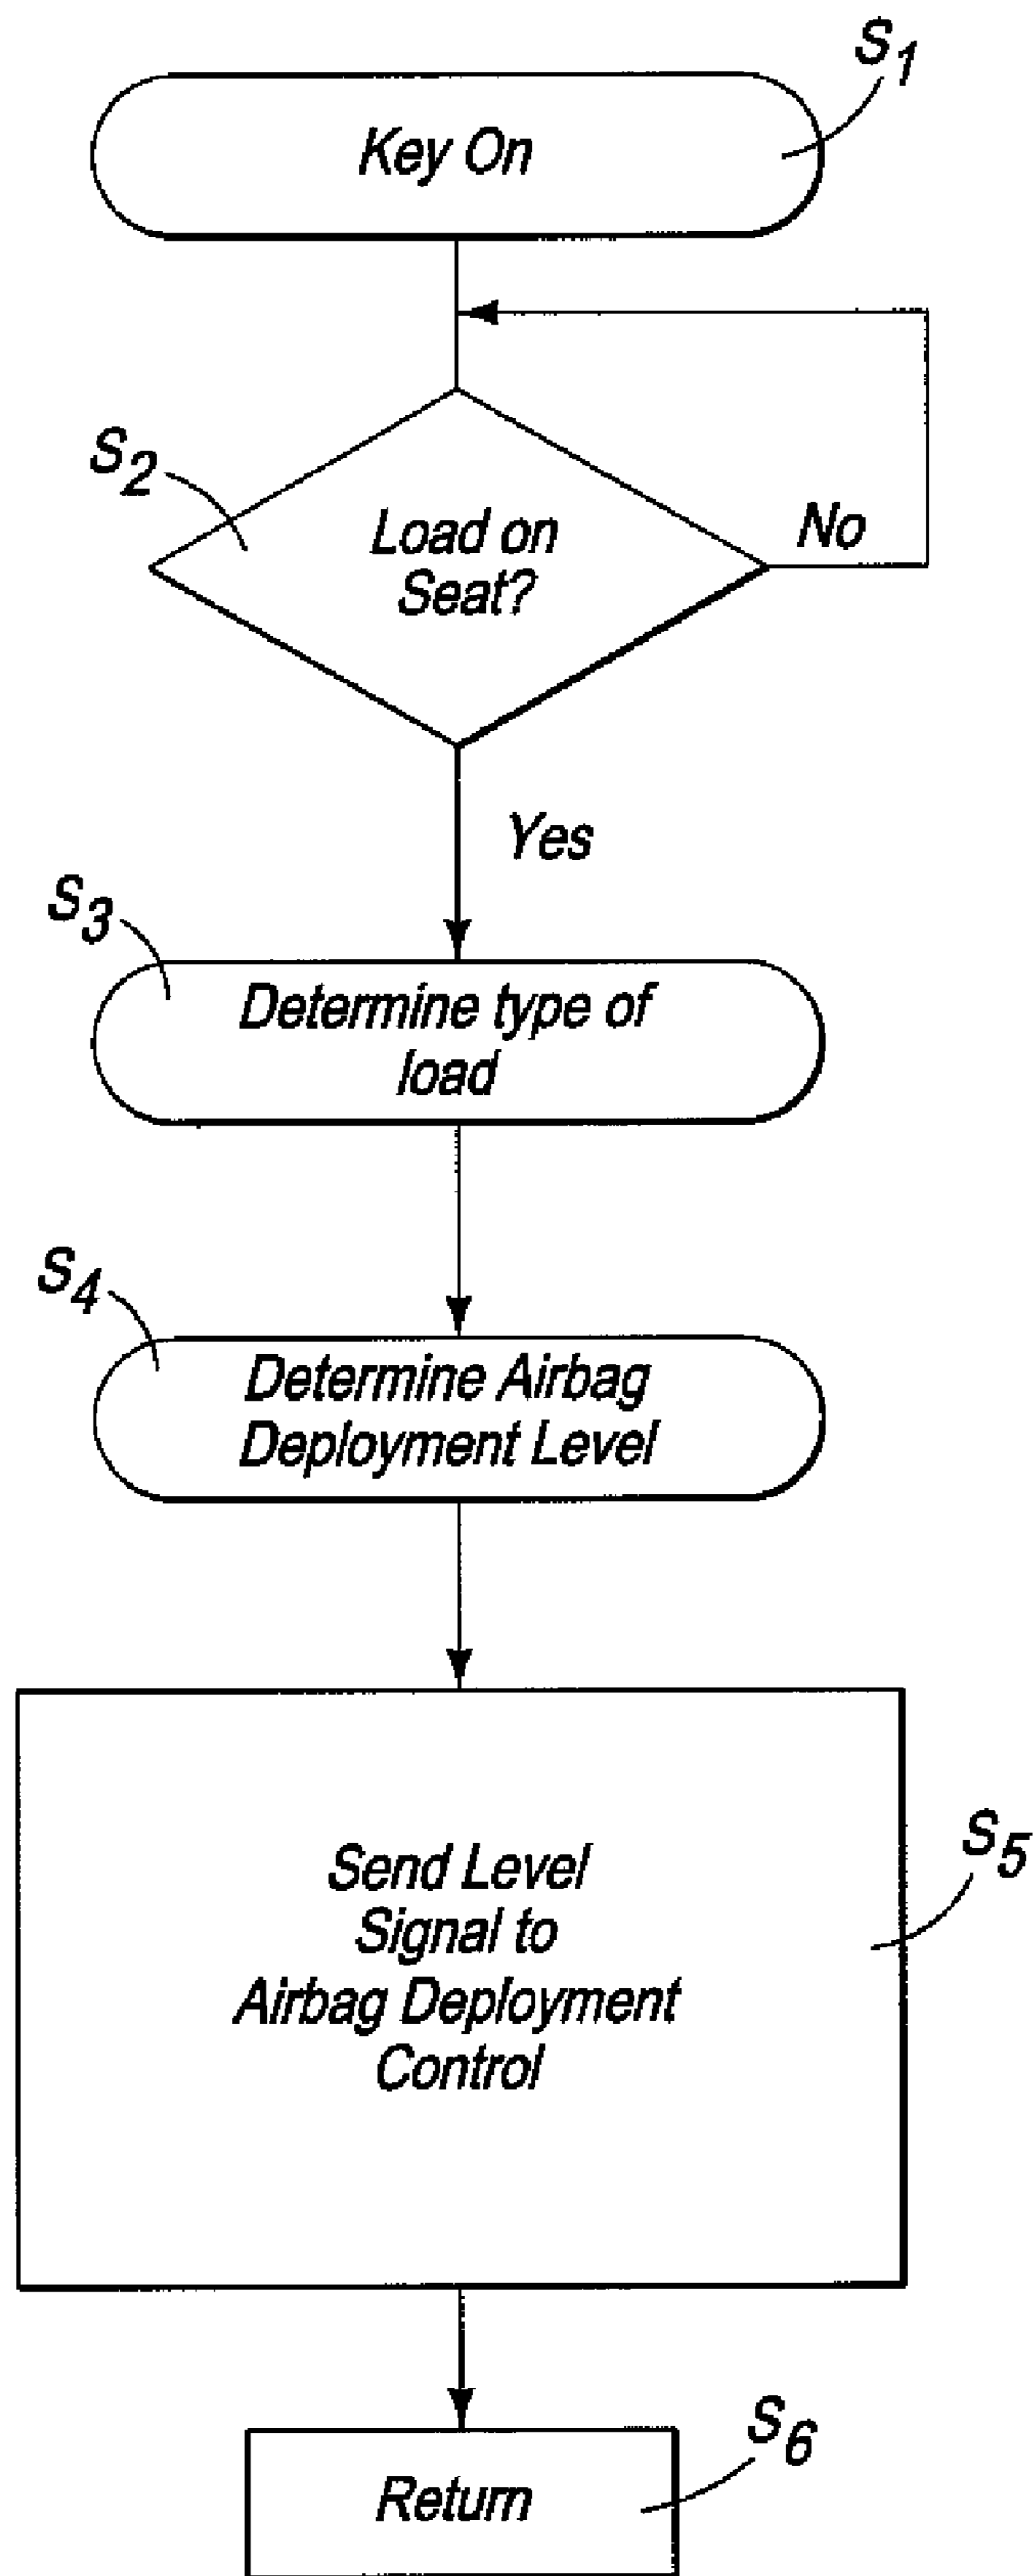 S1
Key On
S2
Load on
Seat?
No
Yes
S3
Determine type of
load
S4
Determine Airbag
Deployment Level
Send Level
Signal to
Airbag Deployment
Control
S5
S6
Return